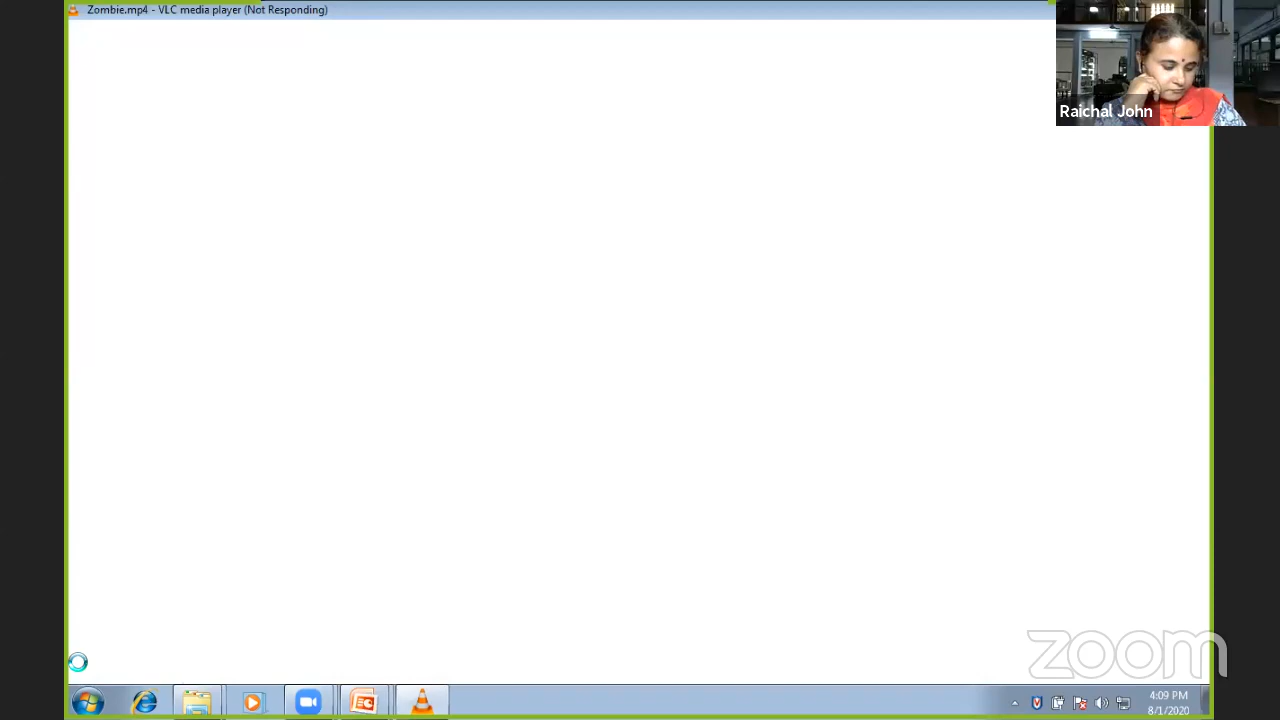 Zombie.mp4 - VLC media player (Not Responding)
Raichal John
zoom
4:09 PM
8/1/2020